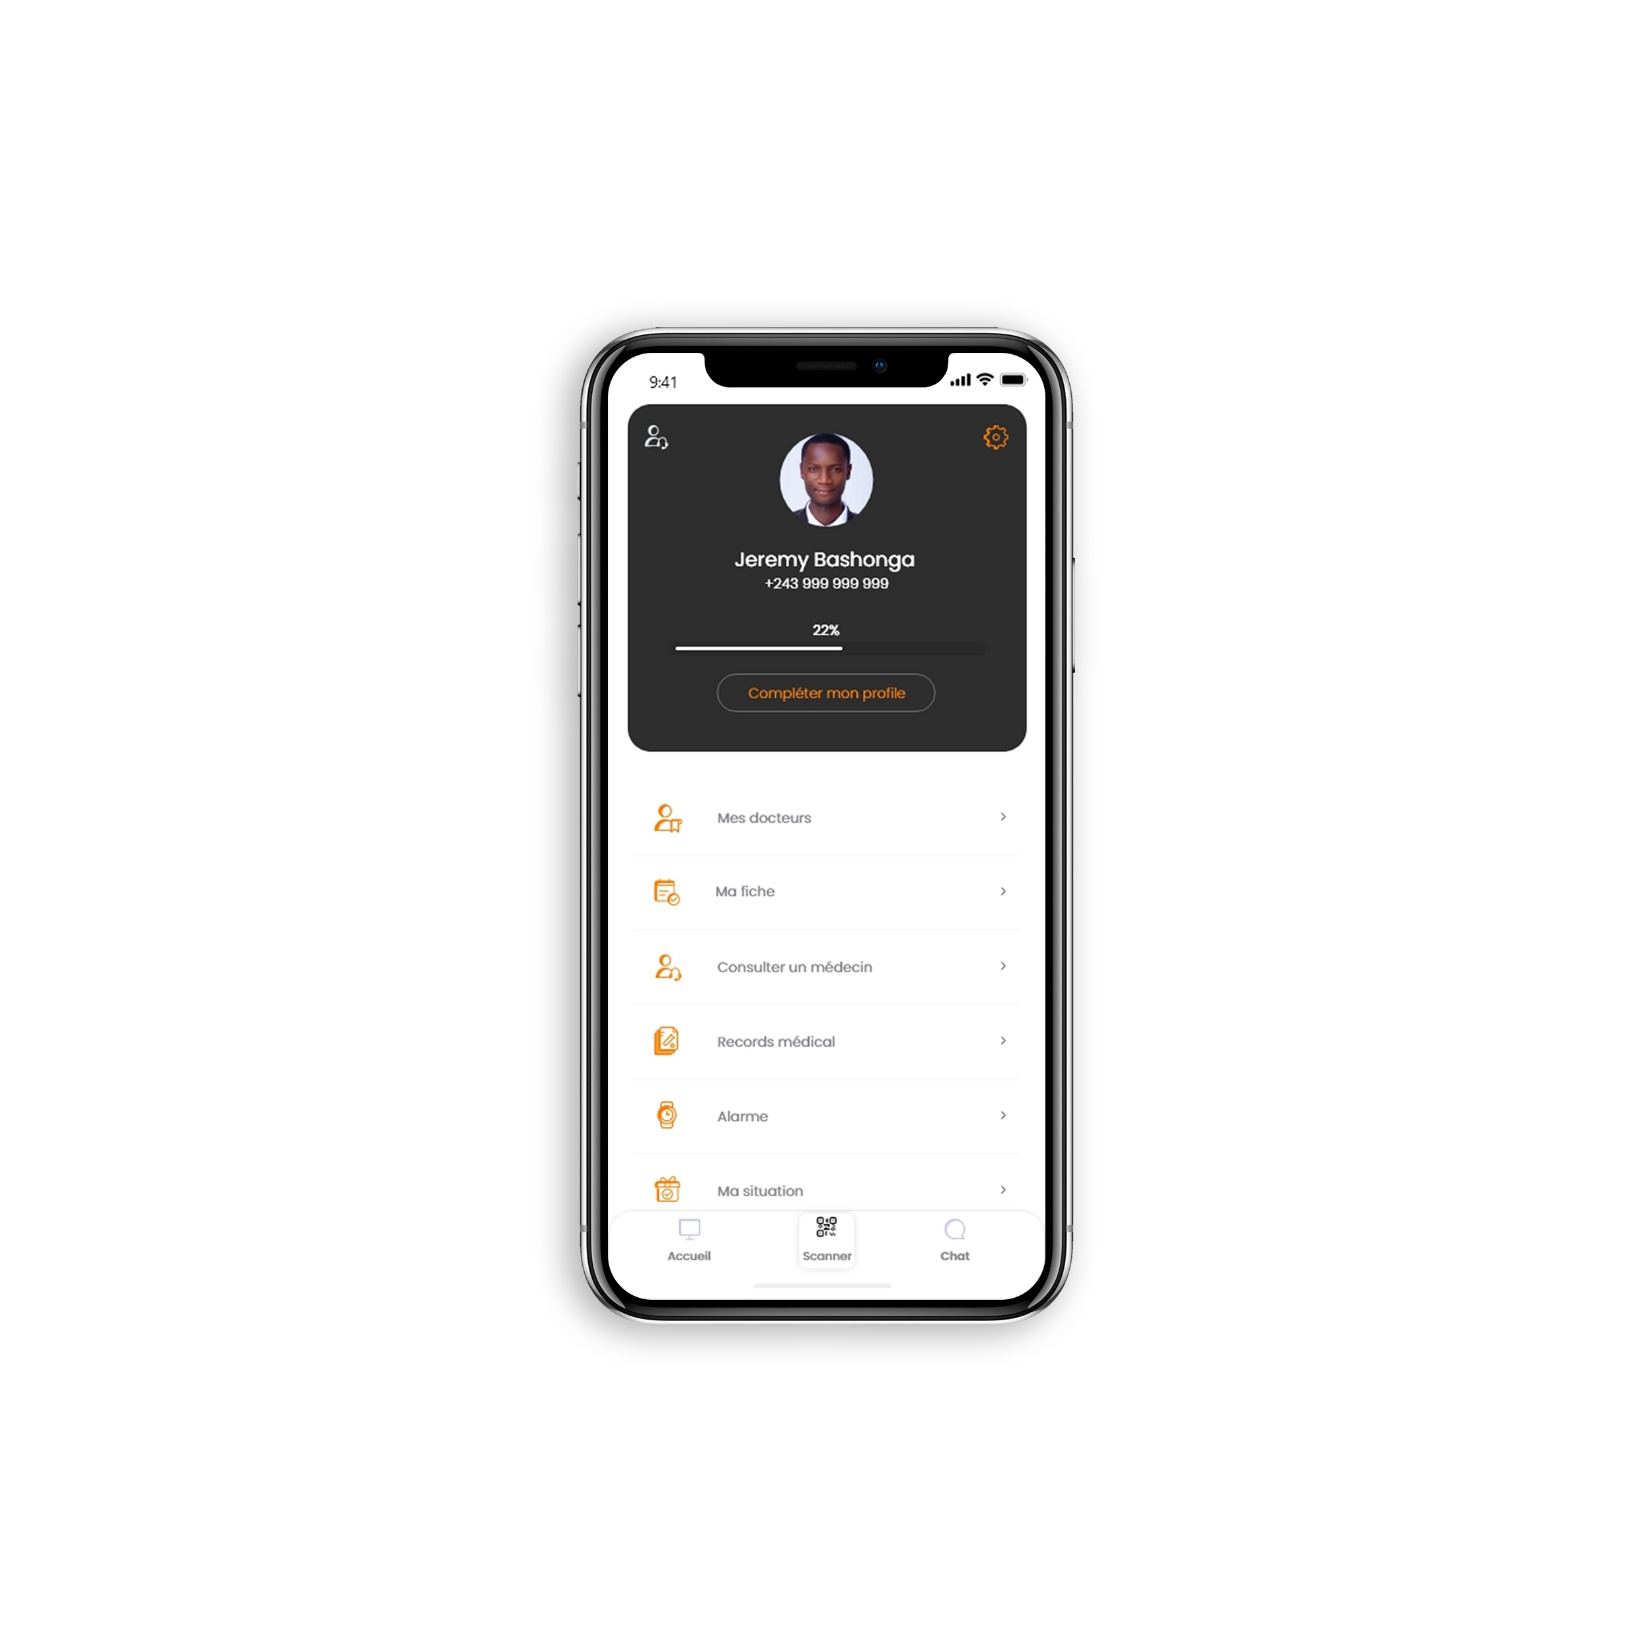 9:41
Jeremy Bashonga
+243 999 999 999
22%
Compléter mon profile
Mes docteurs
Ma fiche
Consulter un médecin
Records médical
Alarme
Ma situation
Accueil
Scanner
Chat